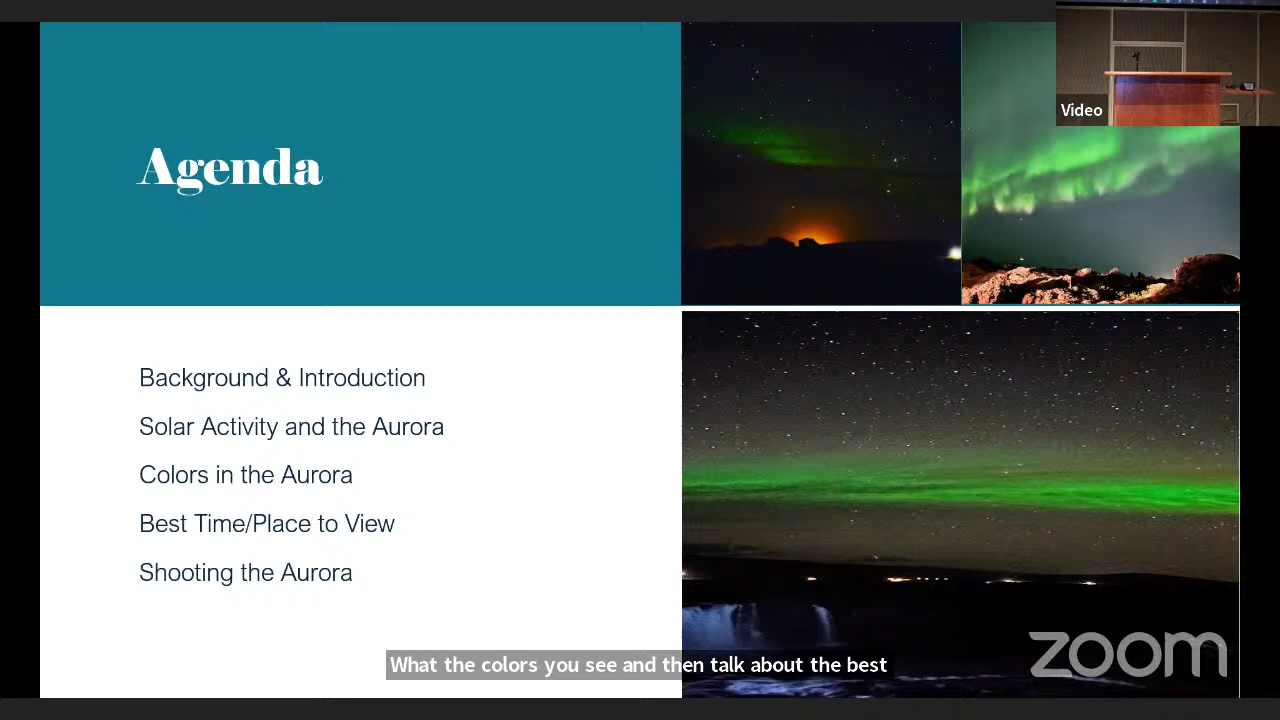 Agenda
Video
Background & Introduction
Solar Activity and the Aurora
Colors in the Aurora
Best Time/Place to View
Shooting the Aurora
What the colors you see and then talk about the best
zoom